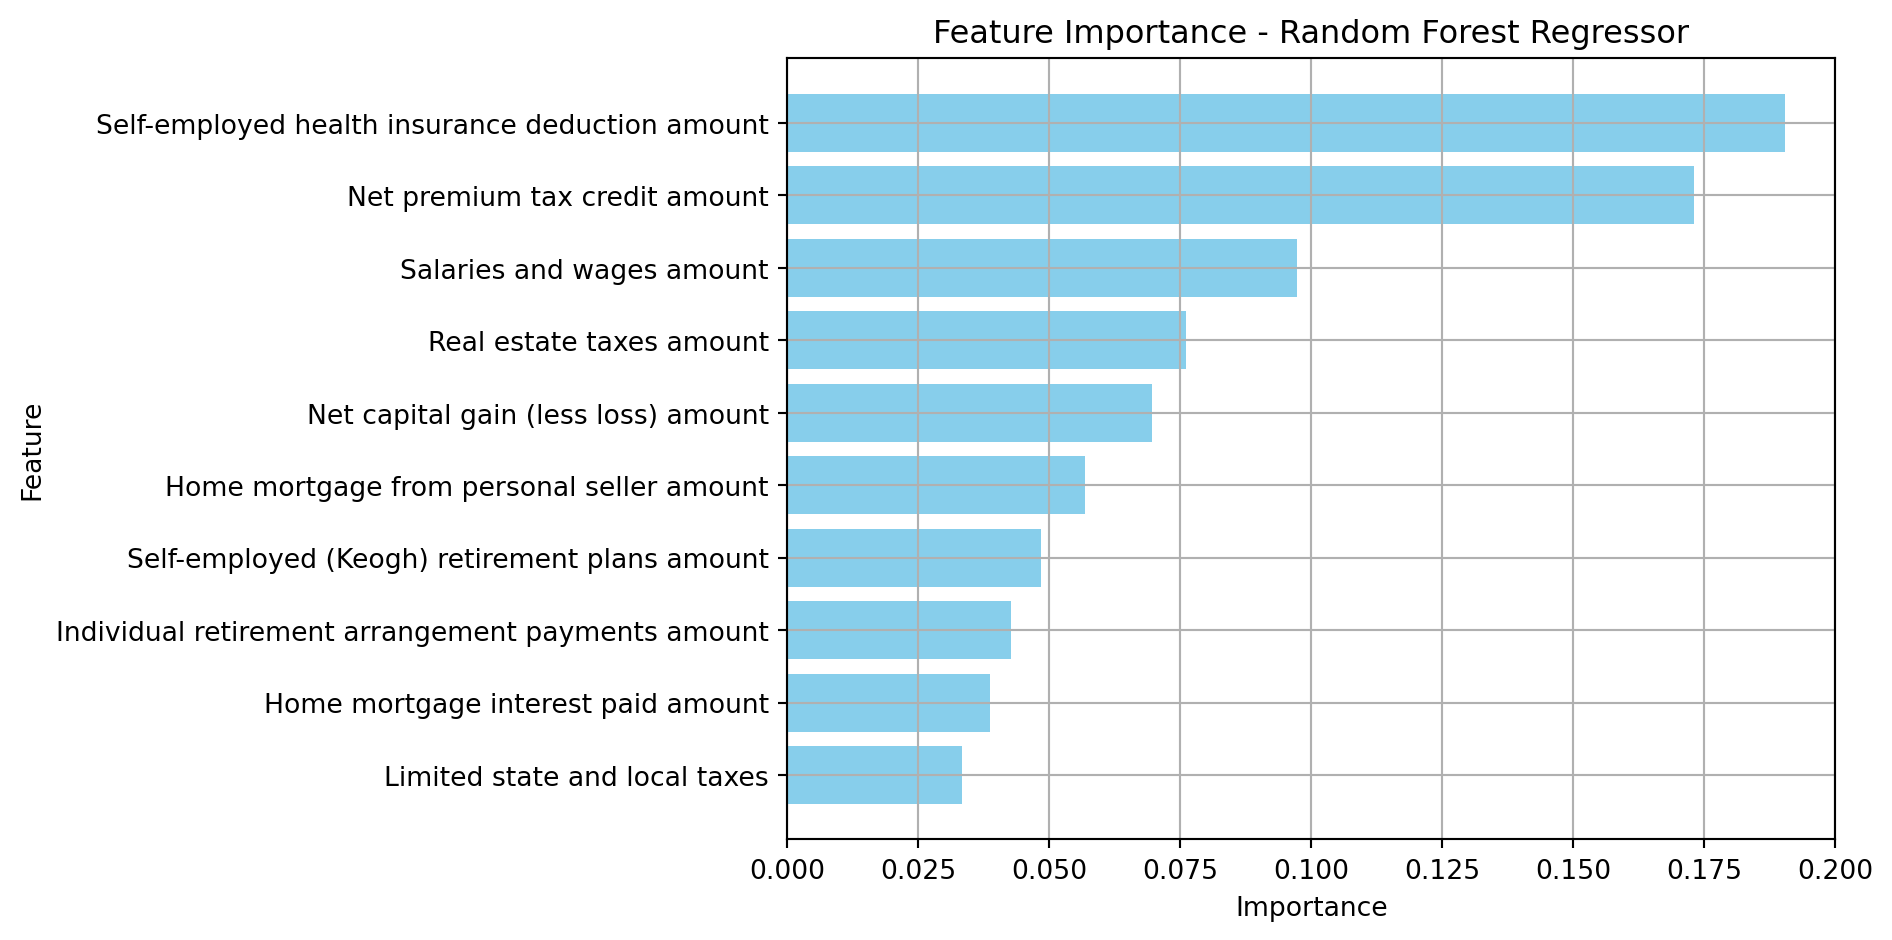 Feature Importance - Random Forest Regressor
Self-employed health insurance deduction amount
Net premium tax credit amount
Salaries and wages amount
Real estate taxes amount
Net capital gain (less loss) amount
Home mortgage from personal seller amount
Self-employed (Keogh) retirement plans amount
Individual retirement arrangement payments amount
Home mortgage interest paid amount
Limited state and local taxes
Feature
0.000 0.025 0.050 0.075 0.100 0.125 0.150 0.175 0.200
Importance